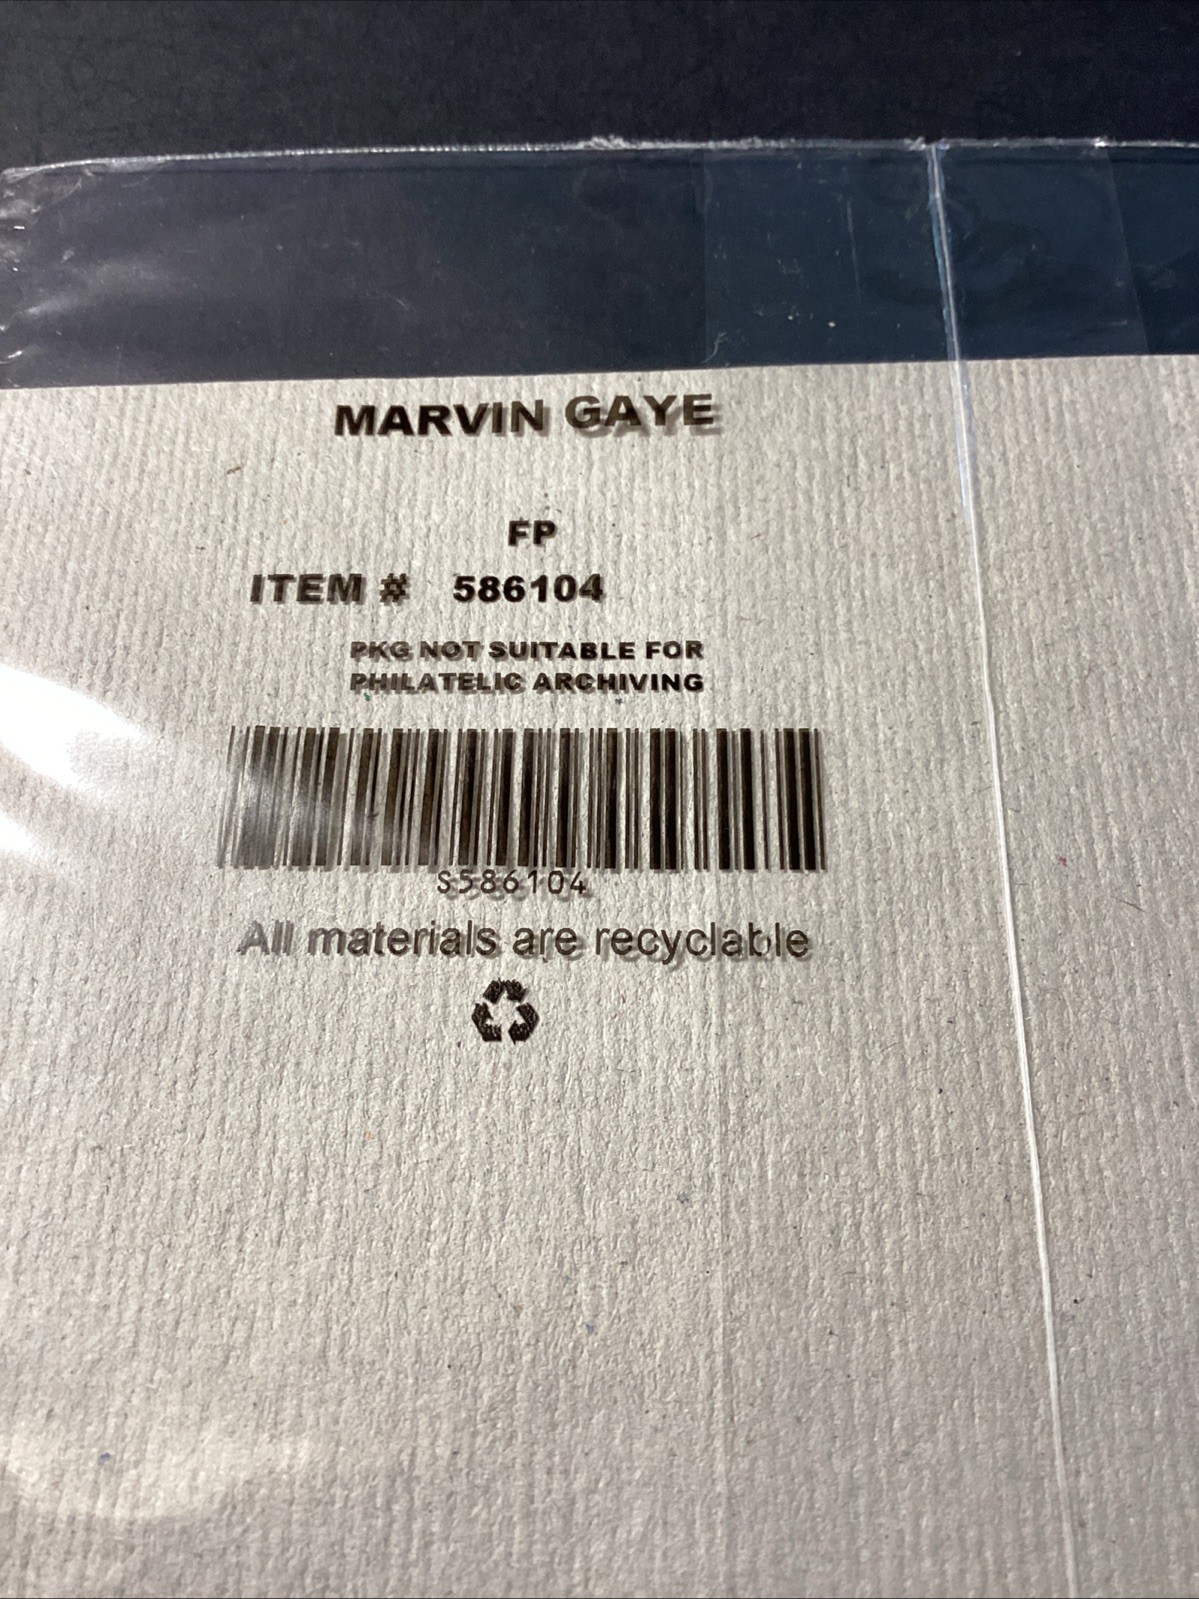 MARVIN GAYE
FP
ITEM # 586104
PKG NOT SUITABLE FOR
PHILATELIC ARCHIVING
S586104
All materials are recyclable